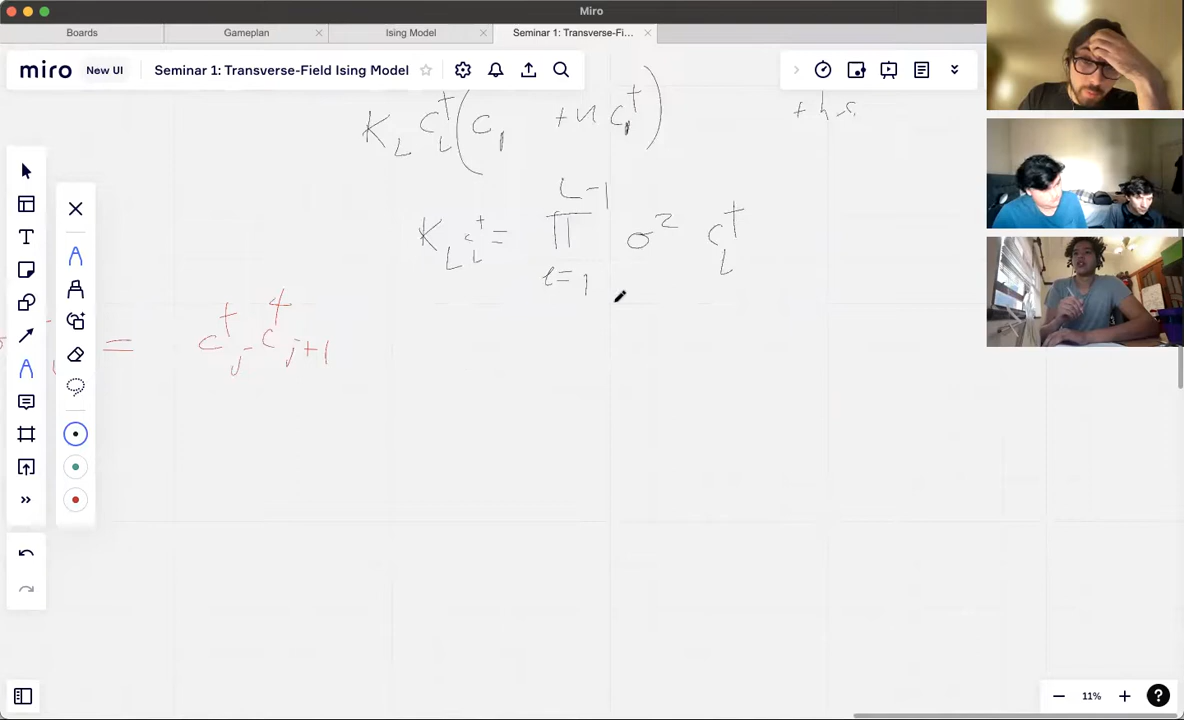 Miro
Boards Gameplan Ising Model Seminar 1: Transverse-Fi...
miro New UI Seminar 1: Transverse-Field Ising Model
K_L c_L^† ( c_1 + κ c_1^† ) + h.c.
L-1
K_L c_L^† = ∏ σ^z c_L^†
l=1
= c_j^† c_{j+1}^†
11%